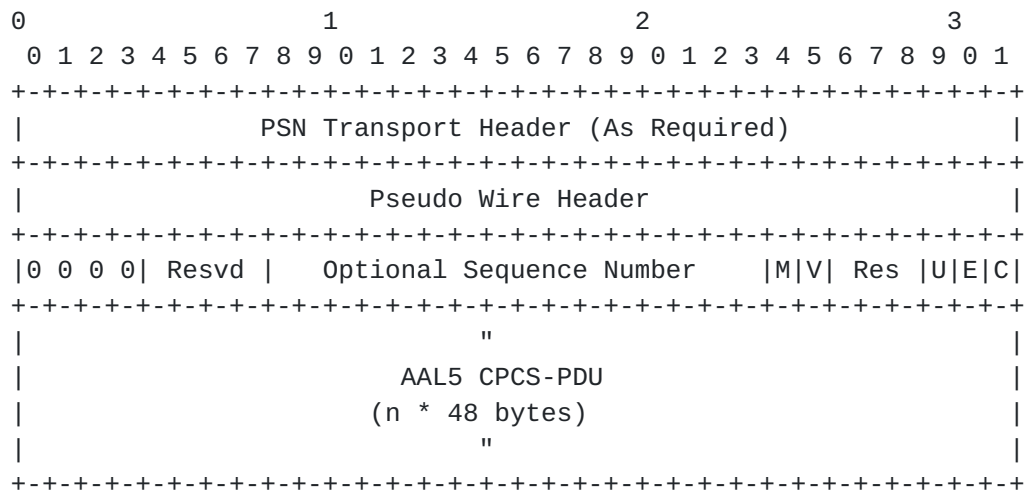 0                   1                   2                   3
 0 1 2 3 4 5 6 7 8 9 0 1 2 3 4 5 6 7 8 9 0 1 2 3 4 5 6 7 8 9 0 1
+-+-+-+-+-+-+-+-+-+-+-+-+-+-+-+-+-+-+-+-+-+-+-+-+-+-+-+-+-+-+-+-+
|               PSN Transport Header (As Required)              |
+-+-+-+-+-+-+-+-+-+-+-+-+-+-+-+-+-+-+-+-+-+-+-+-+-+-+-+-+-+-+-+-+
|                      Pseudo Wire Header                       |
+-+-+-+-+-+-+-+-+-+-+-+-+-+-+-+-+-+-+-+-+-+-+-+-+-+-+-+-+-+-+-+-+
|0 0 0 0| Resvd |   Optional Sequence Number    |M|V| Res |U|E|C|
+-+-+-+-+-+-+-+-+-+-+-+-+-+-+-+-+-+-+-+-+-+-+-+-+-+-+-+-+-+-+-+-+
|                             "                                 |
|                        AAL5 CPCS-PDU                          |
|                      (n * 48 bytes)                           |
|                             "                                 |
+-+-+-+-+-+-+-+-+-+-+-+-+-+-+-+-+-+-+-+-+-+-+-+-+-+-+-+-+-+-+-+-+